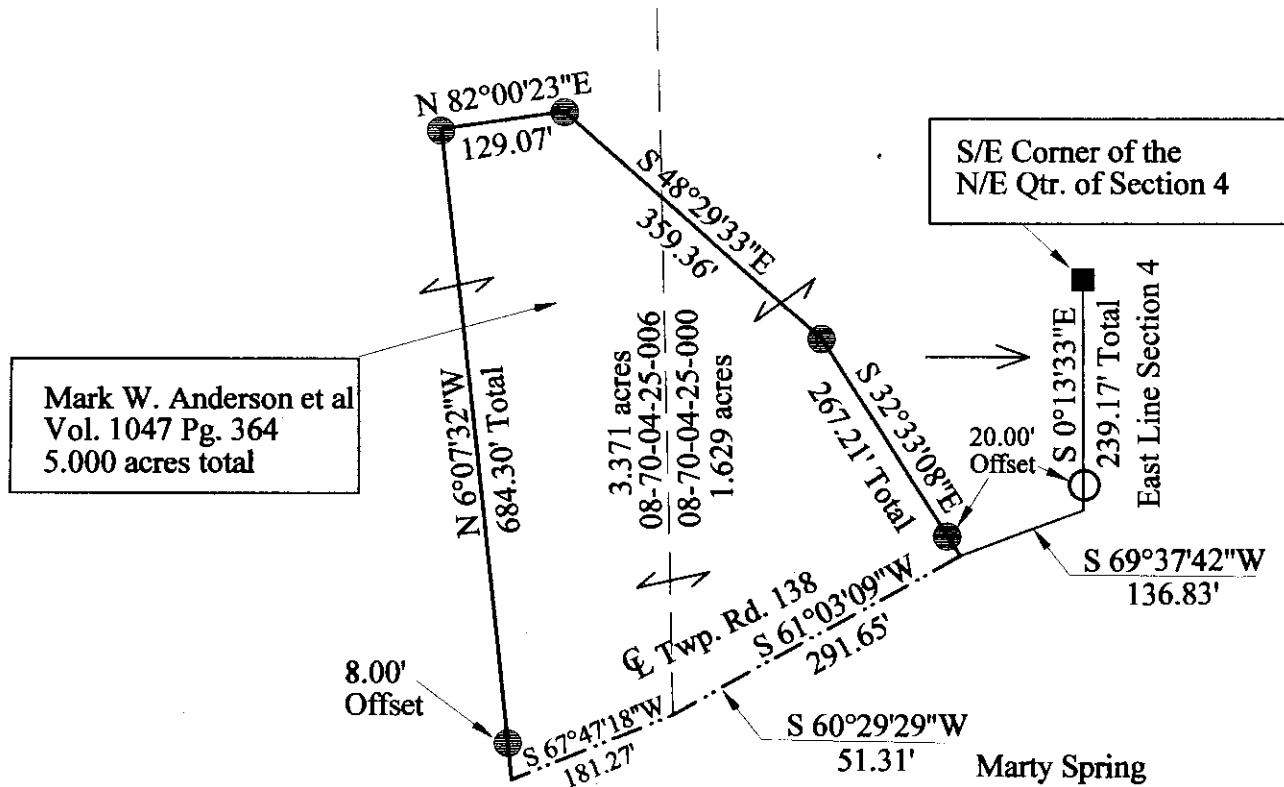 N 82°00'23"E
129.07'
S 48°29'33"E
359.36'
S/E Corner of the
N/E Qtr. of Section 4
S 0°13'33"E
239.17' Total
East Line Section 4
Mark W. Anderson et al
Vol. 1047 Pg. 364
5.000 acres total
N 6°07'32"W
684.30' Total
3.371 acres
08-70-04-25-006
08-70-04-25-000
1.629 acres
S 32°33'08"E
267.21' Total
20.00'
Offset
S 69°37'42"W
136.83'
℄ Twp. Rd. 138
S 61°03'09"W
291.65'
8.00'
Offset
S 67°47'18"W
181.27'
S 60°29'29"W
51.31'
Marty Spring